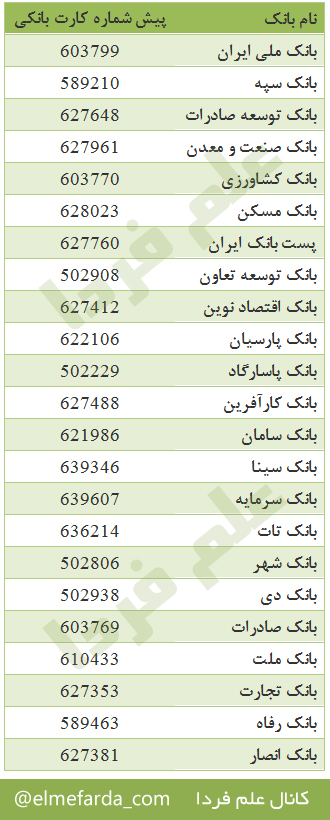 نام بانک پیش شماره کارت بانکی
بانک ملی ایران 603799
بانک سپه 589210
بانک توسعه صادرات 627648
بانک صنعت و معدن 627961
بانک کشاورزی 603770
بانک مسکن 628023
پست بانک ایران 627760
بانک توسعه تعاون 502908
بانک اقتصاد نوین 627412
بانک پارسیان 622106
بانک پاسارگاد 502229
بانک کارآفرین 627488
بانک سامان 621986
بانک سینا 639346
بانک سرمایه 639607
بانک تات 636214
بانک شهر 502806
بانک دی 502938
بانک صادرات 603769
بانک ملت 610433
بانک تجارت 627353
بانک رفاه 589463
بانک انصار 627381
کانال علم فردا @elmefarda_com
علم فردا
علم فردا